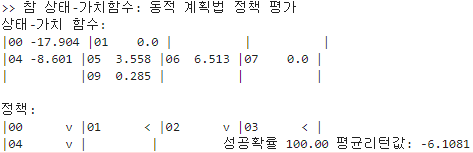 >> 참 상태-가치함수: 동적 계획법 정책 평가
상태-가치 함수:
|00 -17.904 |01    0.0 |          |          |
|04 -8.601 |05  3.558 |06  6.513 |07    0.0 |
|          |09  0.285 |          |          |
정책:
|00      v |01      < |02      v |03      < |
|04      v |          |          성공확률 100.00 평균리턴값: -6.1081